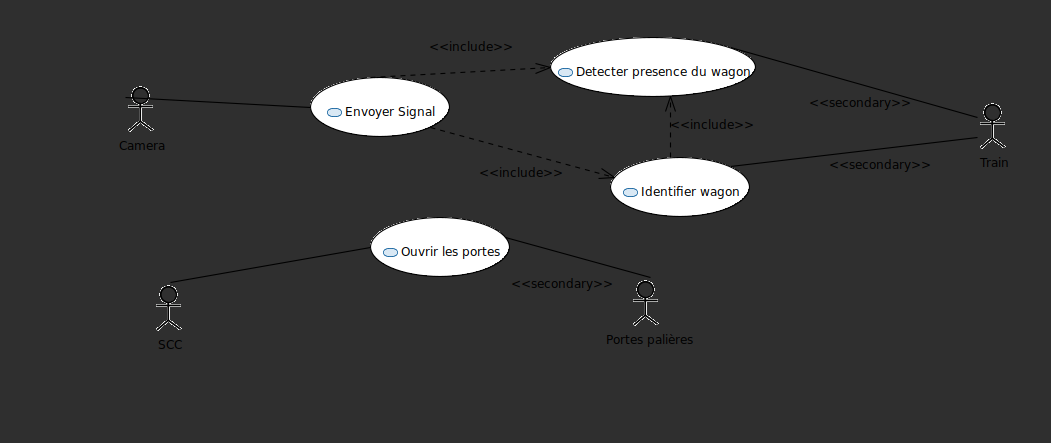 <<include>>
Detecter presence du wagon
<<secondary>>
Envoyer Signal
<<include>>
Camera
Train
<<include>>
<<secondary>>
Identifier wagon
Ouvrir les portes
<<secondary>>
SCC
Portes palières